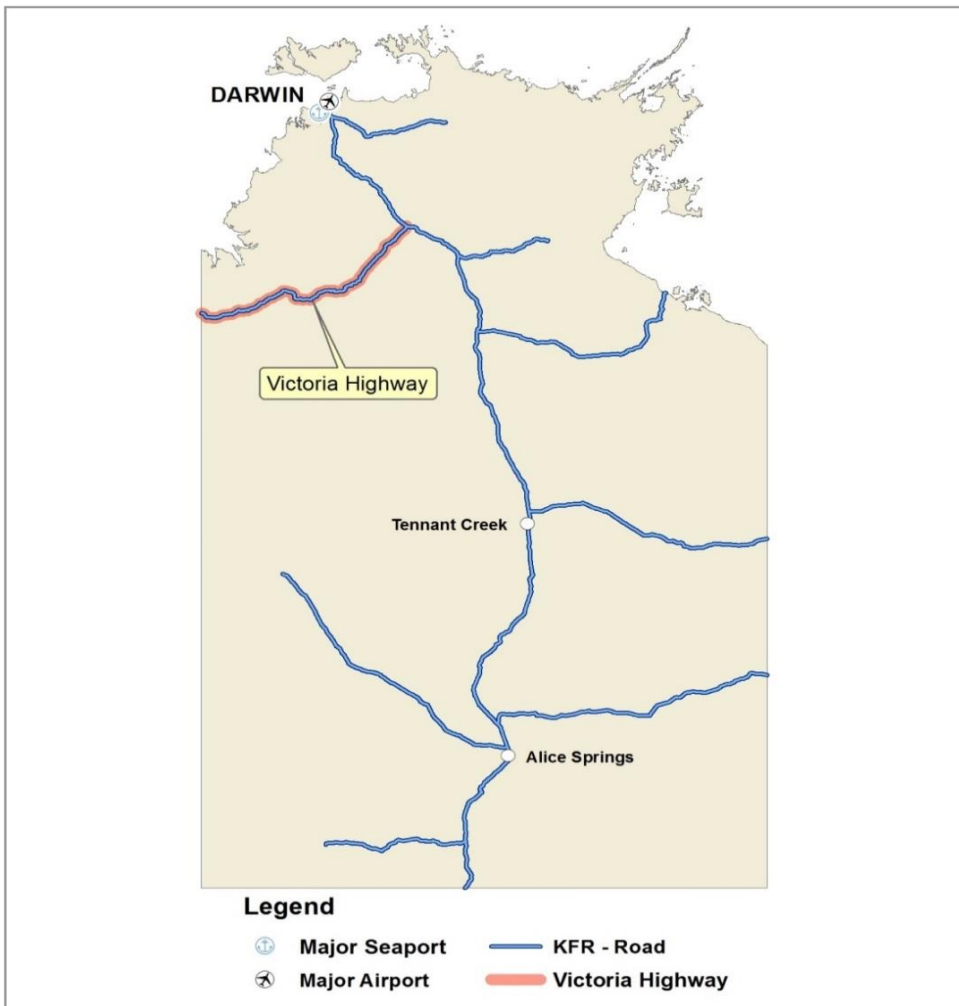 DARWIN
Victoria Highway
Tennant Creek
Alice Springs
Legend
Major Seaport
KFR - Road
Major Airport
Victoria Highway